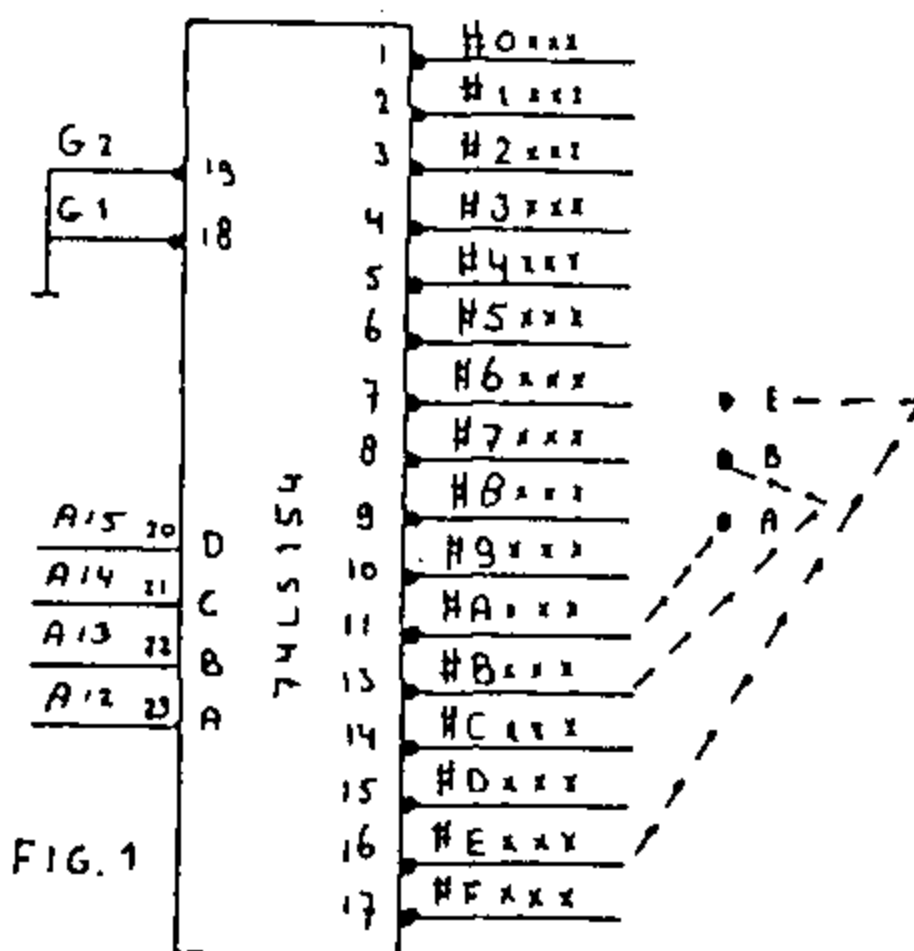 1 #0xxx
2 #1xxx
G2 19 3 #2xxx
G1 18 4 #3xxx
5 #4xxx
6 #5xxx
7 #6xxx E
8 #7xxx B
9 #8xxx A
A15 20 D 10 #9xxx
A14 21 C 11 #Axxx
A13 22 B 13 #Bxxx
A12 23 A 14 #Cxxx
15 #Dxxx
16 #Exxx
17 #Fxxx
74LS154
FIG.1